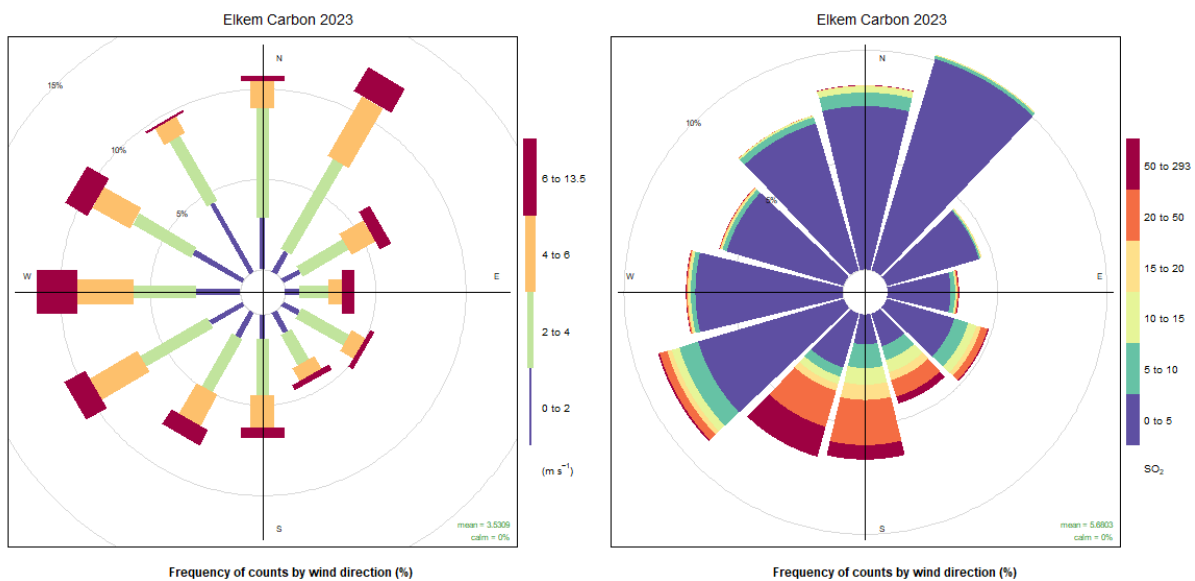 Elkem Carbon 2023
N
15%
10%
5%
W
E
S
mean = 3.5309
calm = 0%
6 to 13.5
4 to 6
2 to 4
0 to 2
(m s⁻¹)
Frequency of counts by wind direction (%)
Elkem Carbon 2023
N
10%
5%
W
E
S
mean = 5.6803
calm = 0%
50 to 293
20 to 50
15 to 20
10 to 15
5 to 10
0 to 5
SO₂
Frequency of counts by wind direction (%)